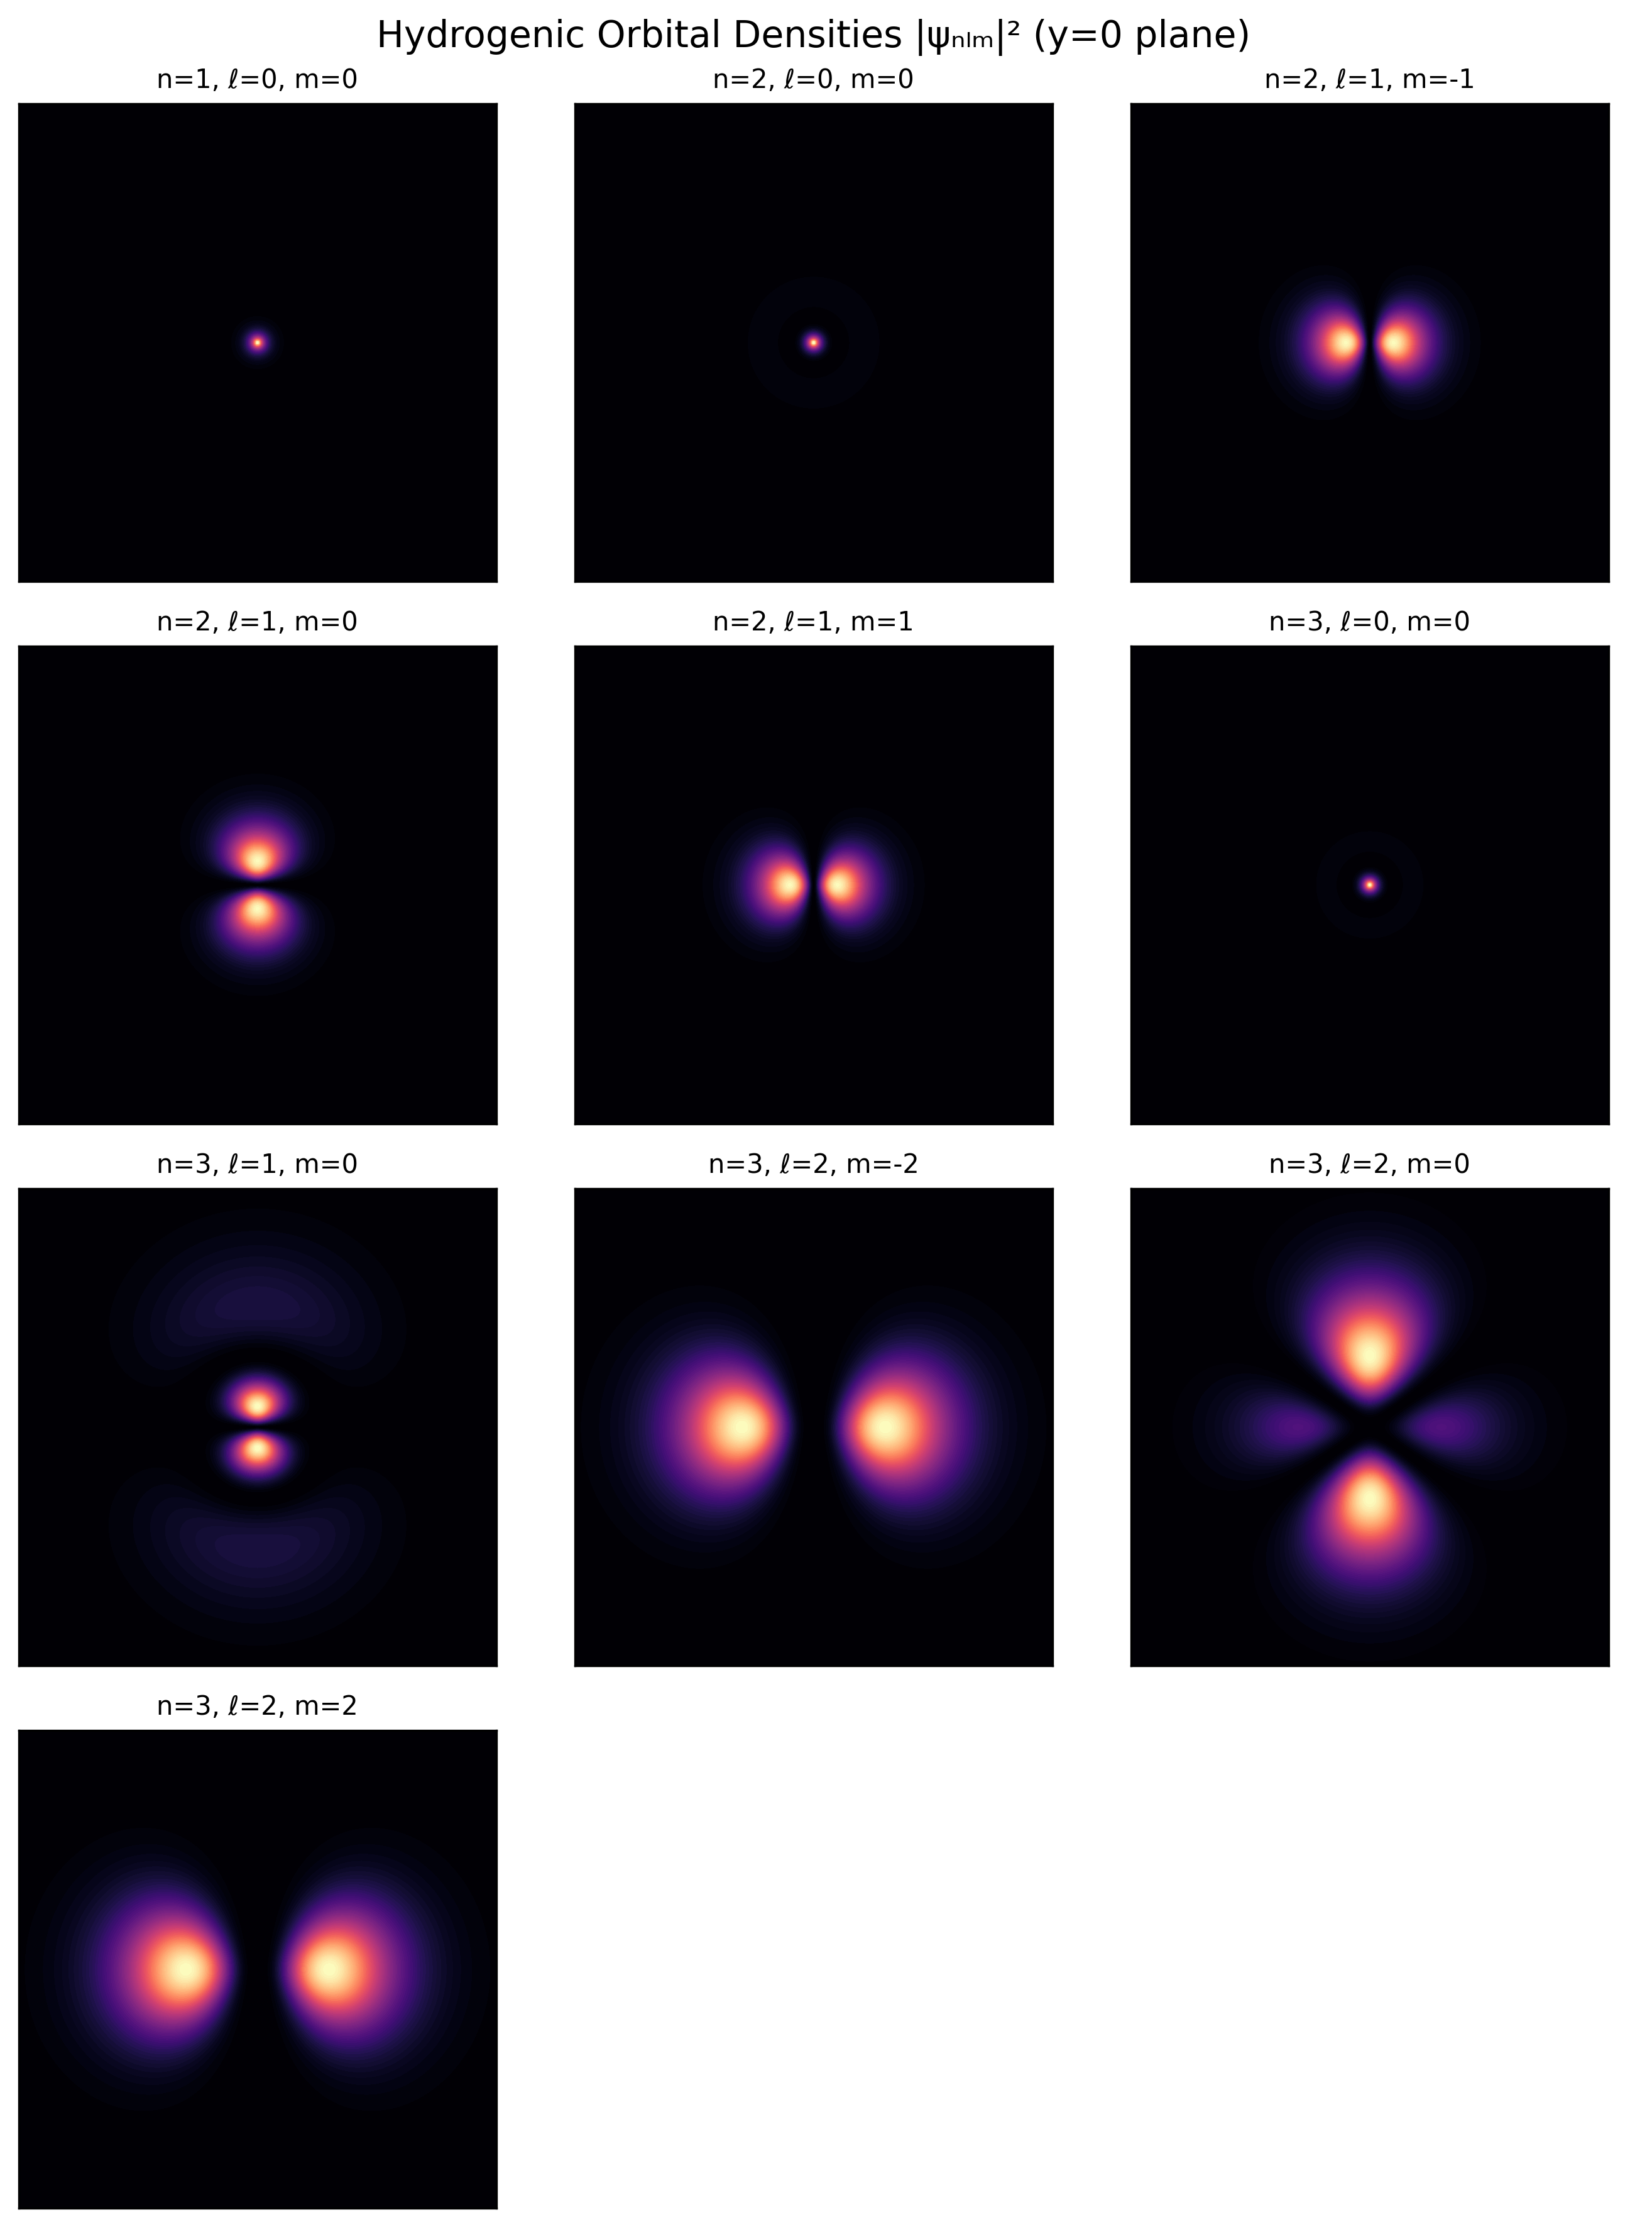 Hydrogenic Orbital Densities |ψₙₗₘ|² (y=0 plane)
n=1, ℓ=0, m=0
n=2, ℓ=0, m=0
n=2, ℓ=1, m=-1
n=2, ℓ=1, m=0
n=2, ℓ=1, m=1
n=3, ℓ=0, m=0
n=3, ℓ=1, m=0
n=3, ℓ=2, m=-2
n=3, ℓ=2, m=0
n=3, ℓ=2, m=2